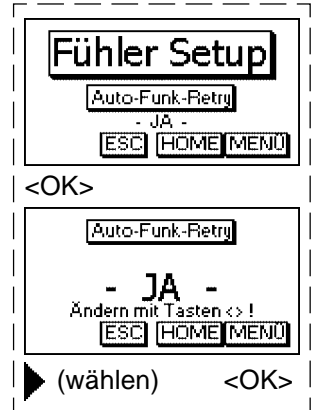 Fühler Setup
Auto-Funk-Retry
- JA -
ESC HOME MENÜ
<OK>
Auto-Funk-Retry
- JA -
Ändern mit Tasten <> !
ESC HOME MENÜ
(wählen) <OK>